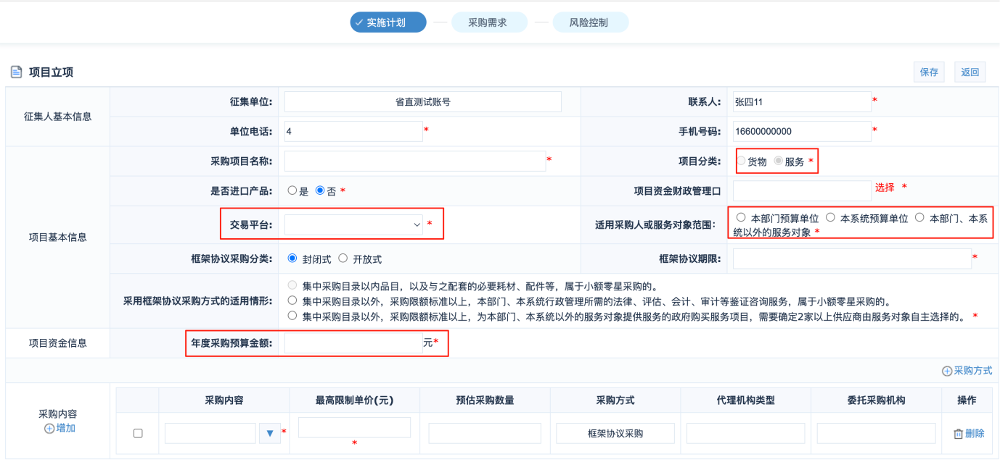 实施计划 采购需求 风险控制
项目立项 保存 返回
征集人基本信息
征集单位: 省直测试账号 联系人: 张四11 *
单位电话: 4 * 手机号码: 16600000000 *
项目基本信息
采购项目名称: * 项目分类: 货物 服务 *
是否进口产品: 是 否 * 项目资金财政管理口 选择 *
交易平台: * 适用采购人或服务对象范围: 本部门预算单位 本系统预算单位 本部门、本系
统以外的服务对象 *
框架协议采购分类: 封闭式 开放式 框架协议期限: *
采用框架协议采购方式的适用情形:
集中采购目录以内品目，以及与之配套的必要耗材、配件等，属于小额零星采购的。
集中采购目录以外，采购限额标准以上，本部门、本系统行政管理所需的法律、评估、会计、审计等鉴证咨询服务，属于小额零星采购的。
集中采购目录以外，采购限额标准以上，为本部门、本系统以外的服务对象提供服务的政府购买服务项目，需要确定2家以上供应商由服务对象自主选择的。 *
项目资金信息 年度采购预算金额: 元*
采购方式
采购内容
增加
采购内容 最高限制单价(元) 预估采购数量 采购方式 代理机构类型 委托采购机构 操作
* * 框架协议采购 删除